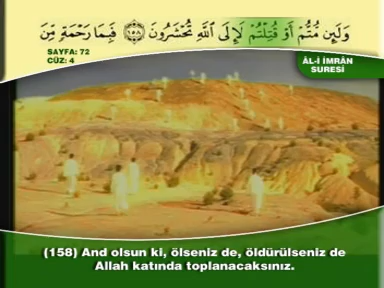 وَلَئِن مُّتُّمْ أَوْ قُتِلْتُمْ لَإِلَى اللَّهِ تُحْشَرُونَ ﴿١٥٨﴾ فَبِمَا رَحْمَةٍ مِّنَ
SAYFA: 72
CÜZ: 4
ÂL-İ İMRÂN
SURESİ
(158) And olsun ki, ölseniz de, öldürülseniz de
Allah katında toplanacaksınız.